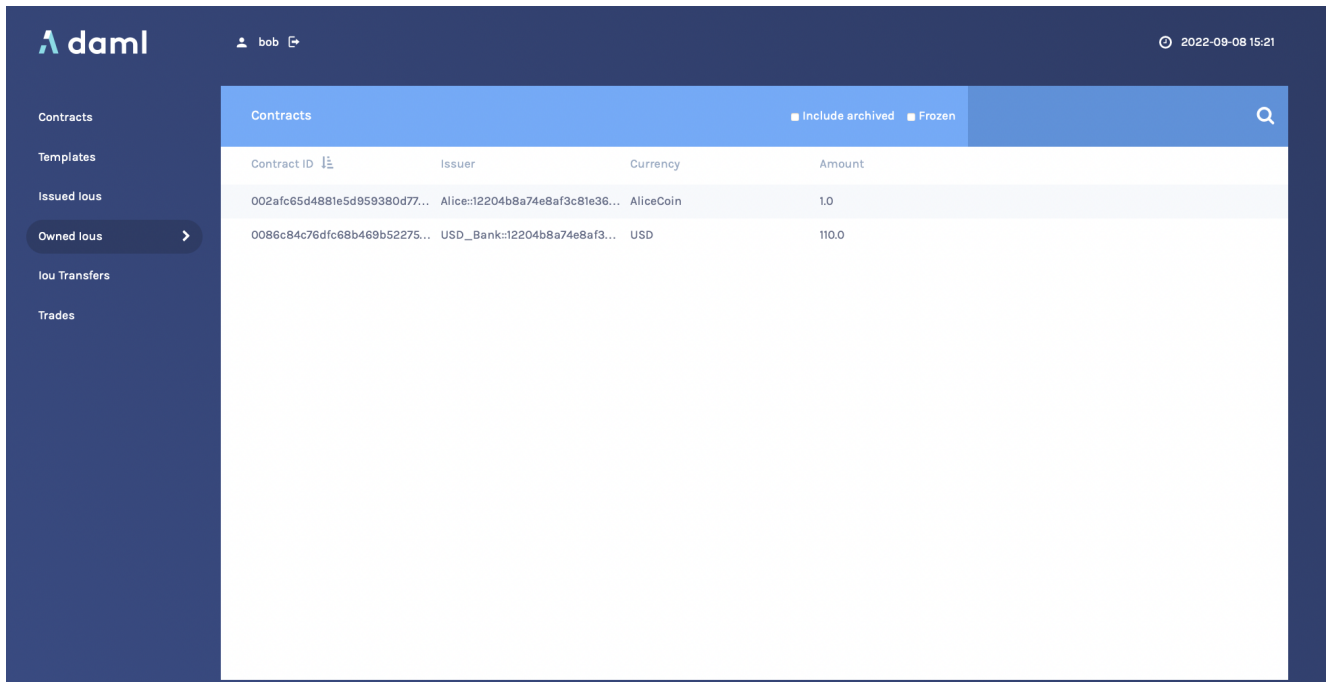 daml
bob
2022-09-08 15:21
Contracts
Templates
Issued Ious
Owned Ious
Iou Transfers
Trades
Contracts Include archived Frozen
Contract ID Issuer Currency Amount
002afc65d4881e5d959380d77... Alice::12204b8a74e8af3c81e36... AliceCoin 1.0
0086c84c76dfc68b469b52275... USD_Bank::12204b8a74e8af3... USD 110.0